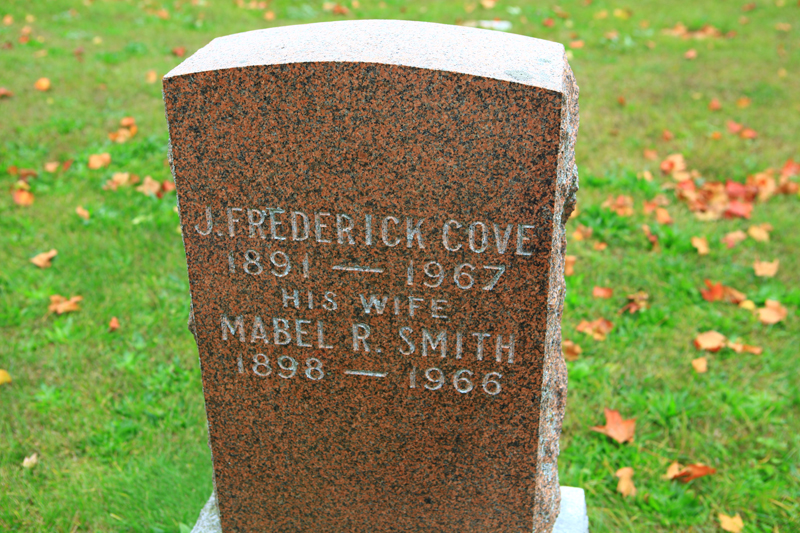 J. FREDERICK COVE
1891 — 1967
HIS WIFE
MABEL R. SMITH
1898 — 1966